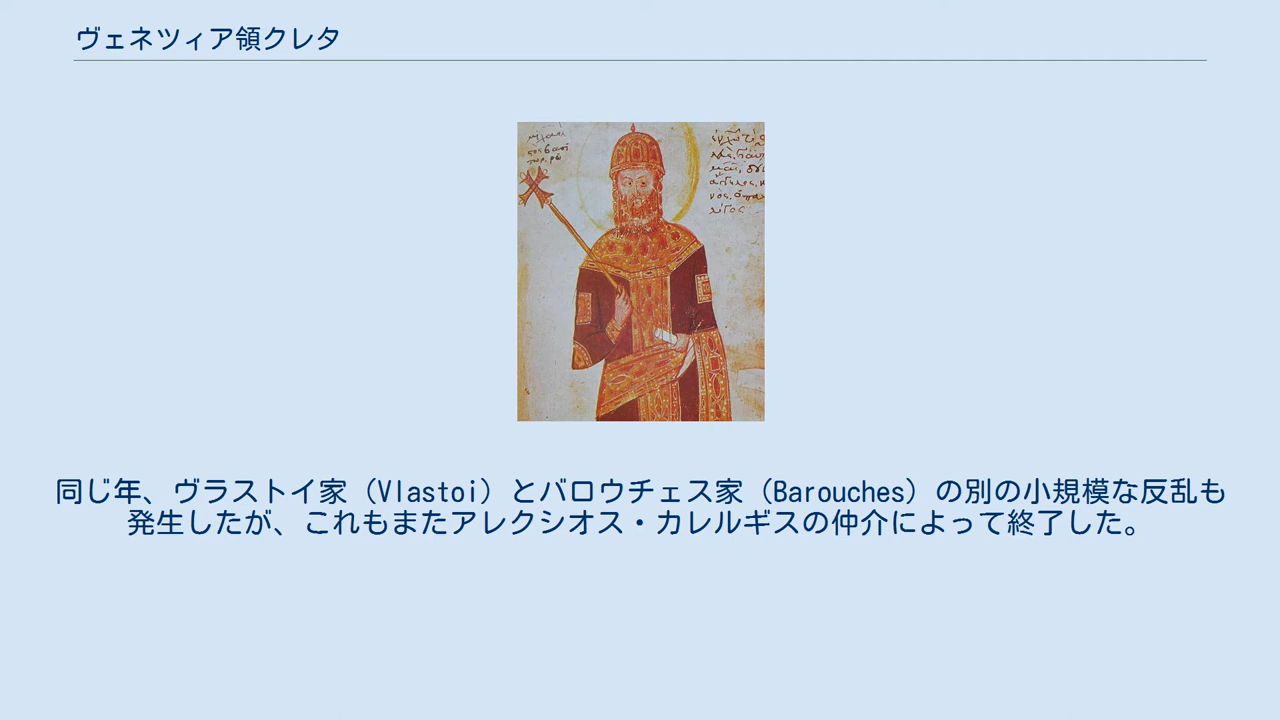 ヴェネツィア領クレタ
同じ年、ヴラストイ家（Vlastoi）とバロウチェス家（Barouches）の別の小規模な反乱も
発生したが、これもまたアレクシオス・カレルギスの仲介によって終了した。